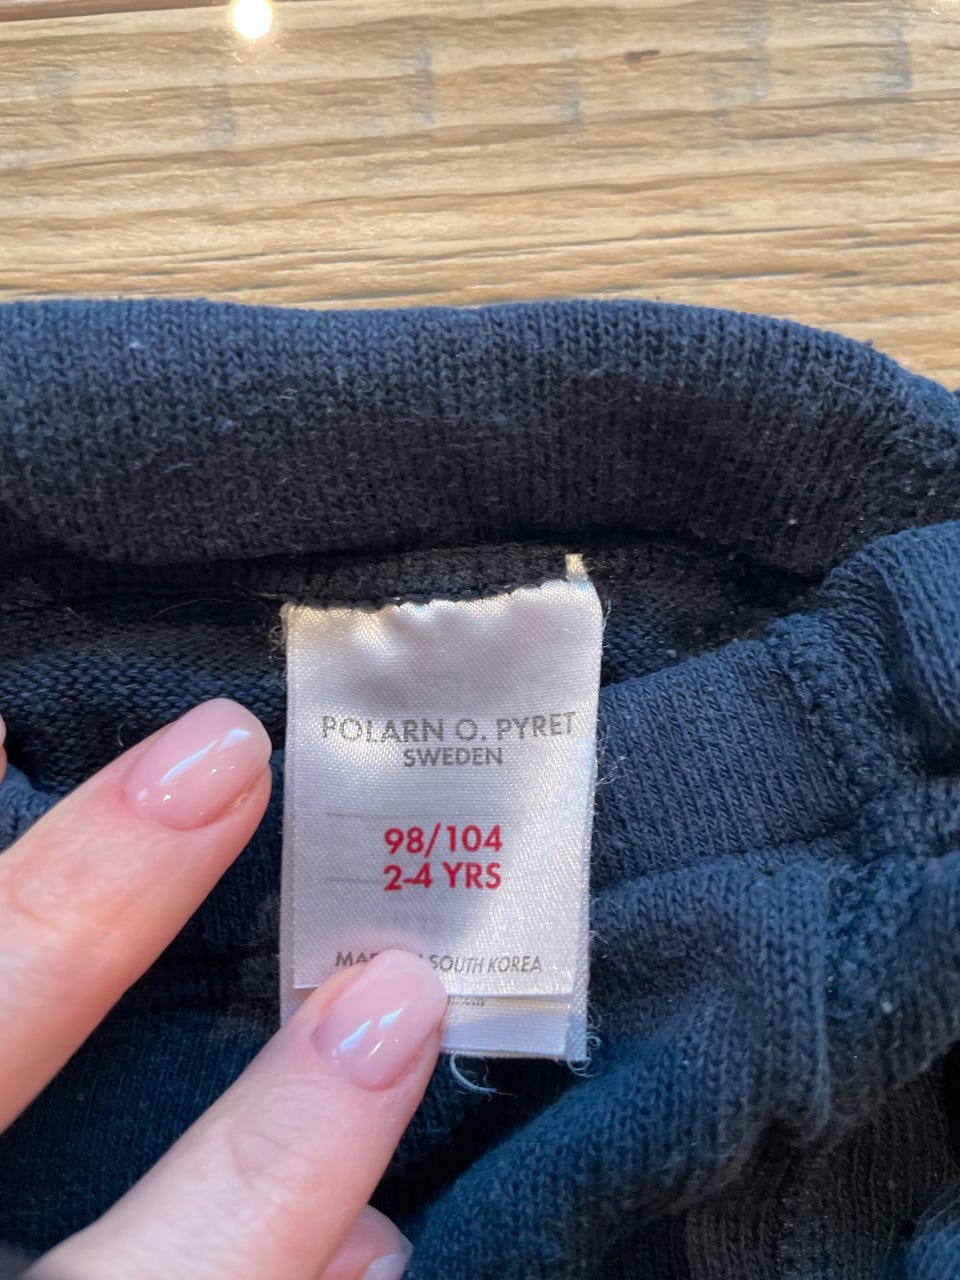 POLARN O. PYRET
SWEDEN
98/104
2-4 YRS
SOUTH KOREA